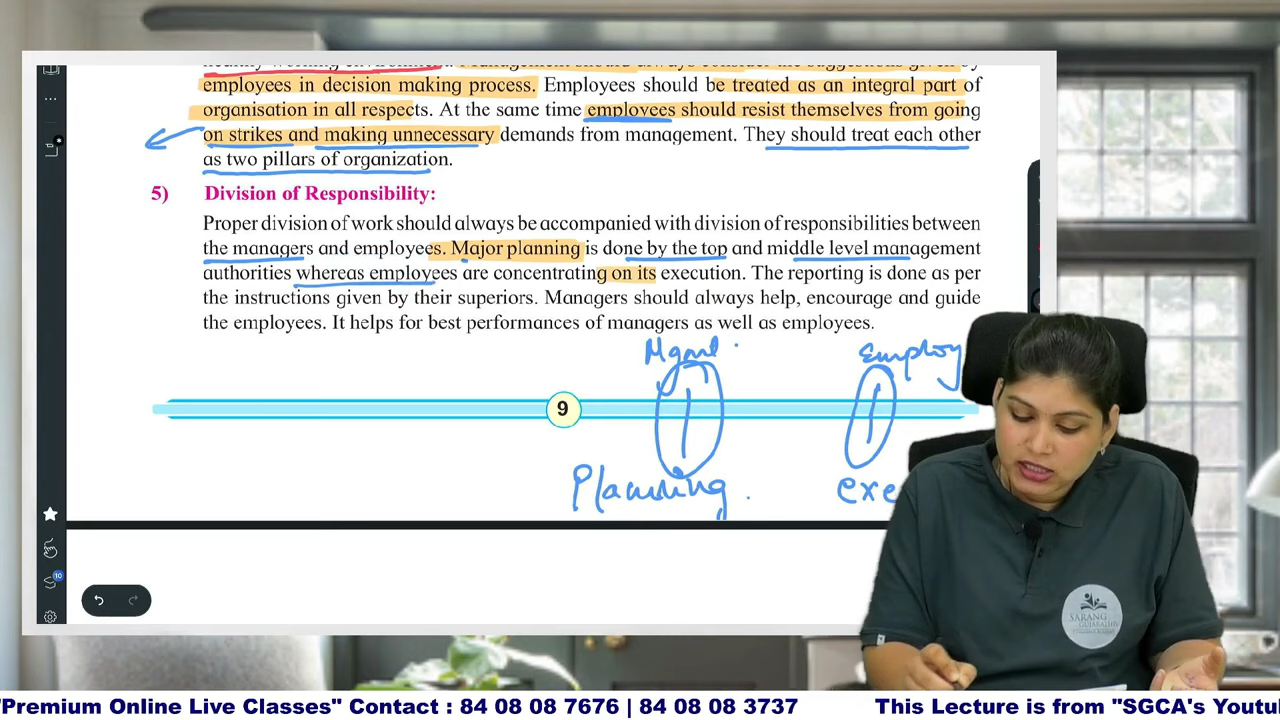 employees in decision making process. Employees should be treated as an integral part of
organisation in all respects. At the same time employees should resist themselves from going
on strikes and making unnecessary demands from management. They should treat each other
as two pillars of organization.
5) Division of Responsibility:
Proper division of work should always be accompanied with division of responsibilities between
the managers and employees. Major planning is done by the top and middle level management
authorities whereas employees are concentrating on its execution. The reporting is done as per
the instructions given by their superiors. Managers should always help, encourage and guide
the employees. It helps for best performances of managers as well as employees.
Mgmt Employ
9
Planning. exe
10
SARANG
"Premium Online Live Classes" Contact : 84 08 08 7676 | 84 08 08 3737 This Lecture is from "SGCA's Youtu